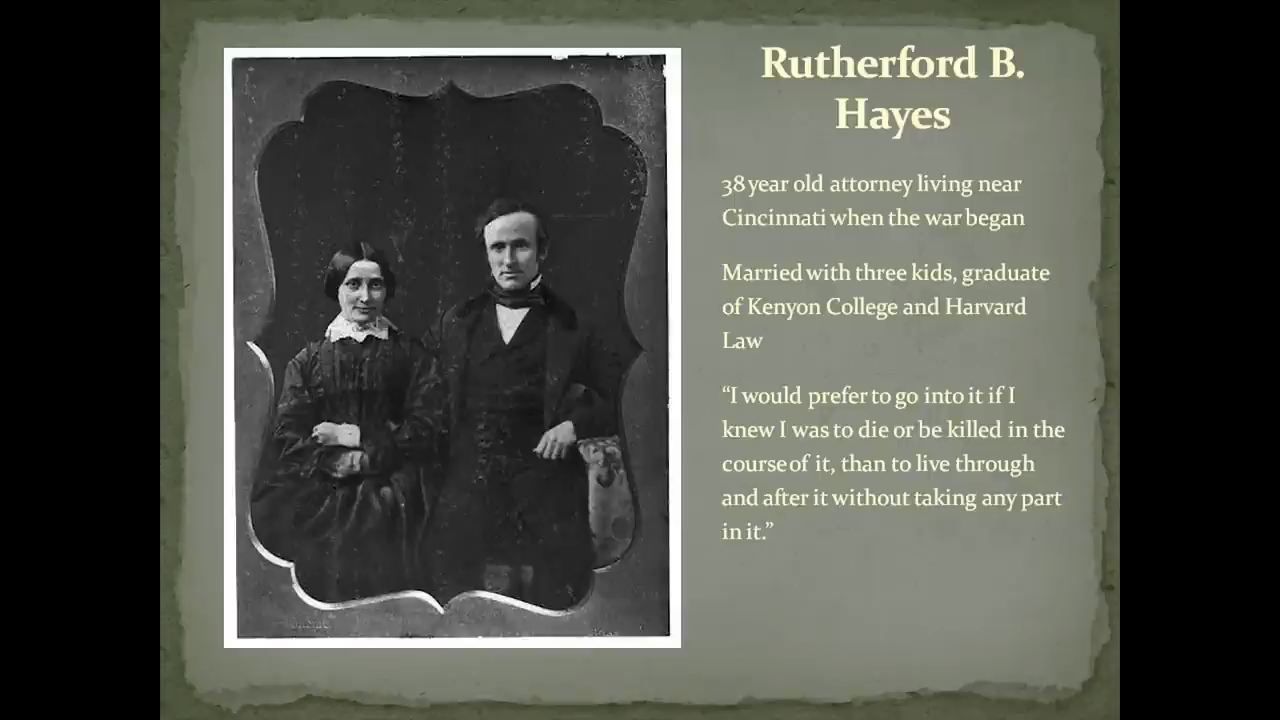 Rutherford B.
Hayes
38 year old attorney living near
Cincinnati when the war began
Married with three kids, graduate
of Kenyon College and Harvard
Law
“I would prefer to go into it if I
knew I was to die or be killed in the
course of it, than to live through
and after it without taking any part
in it.”